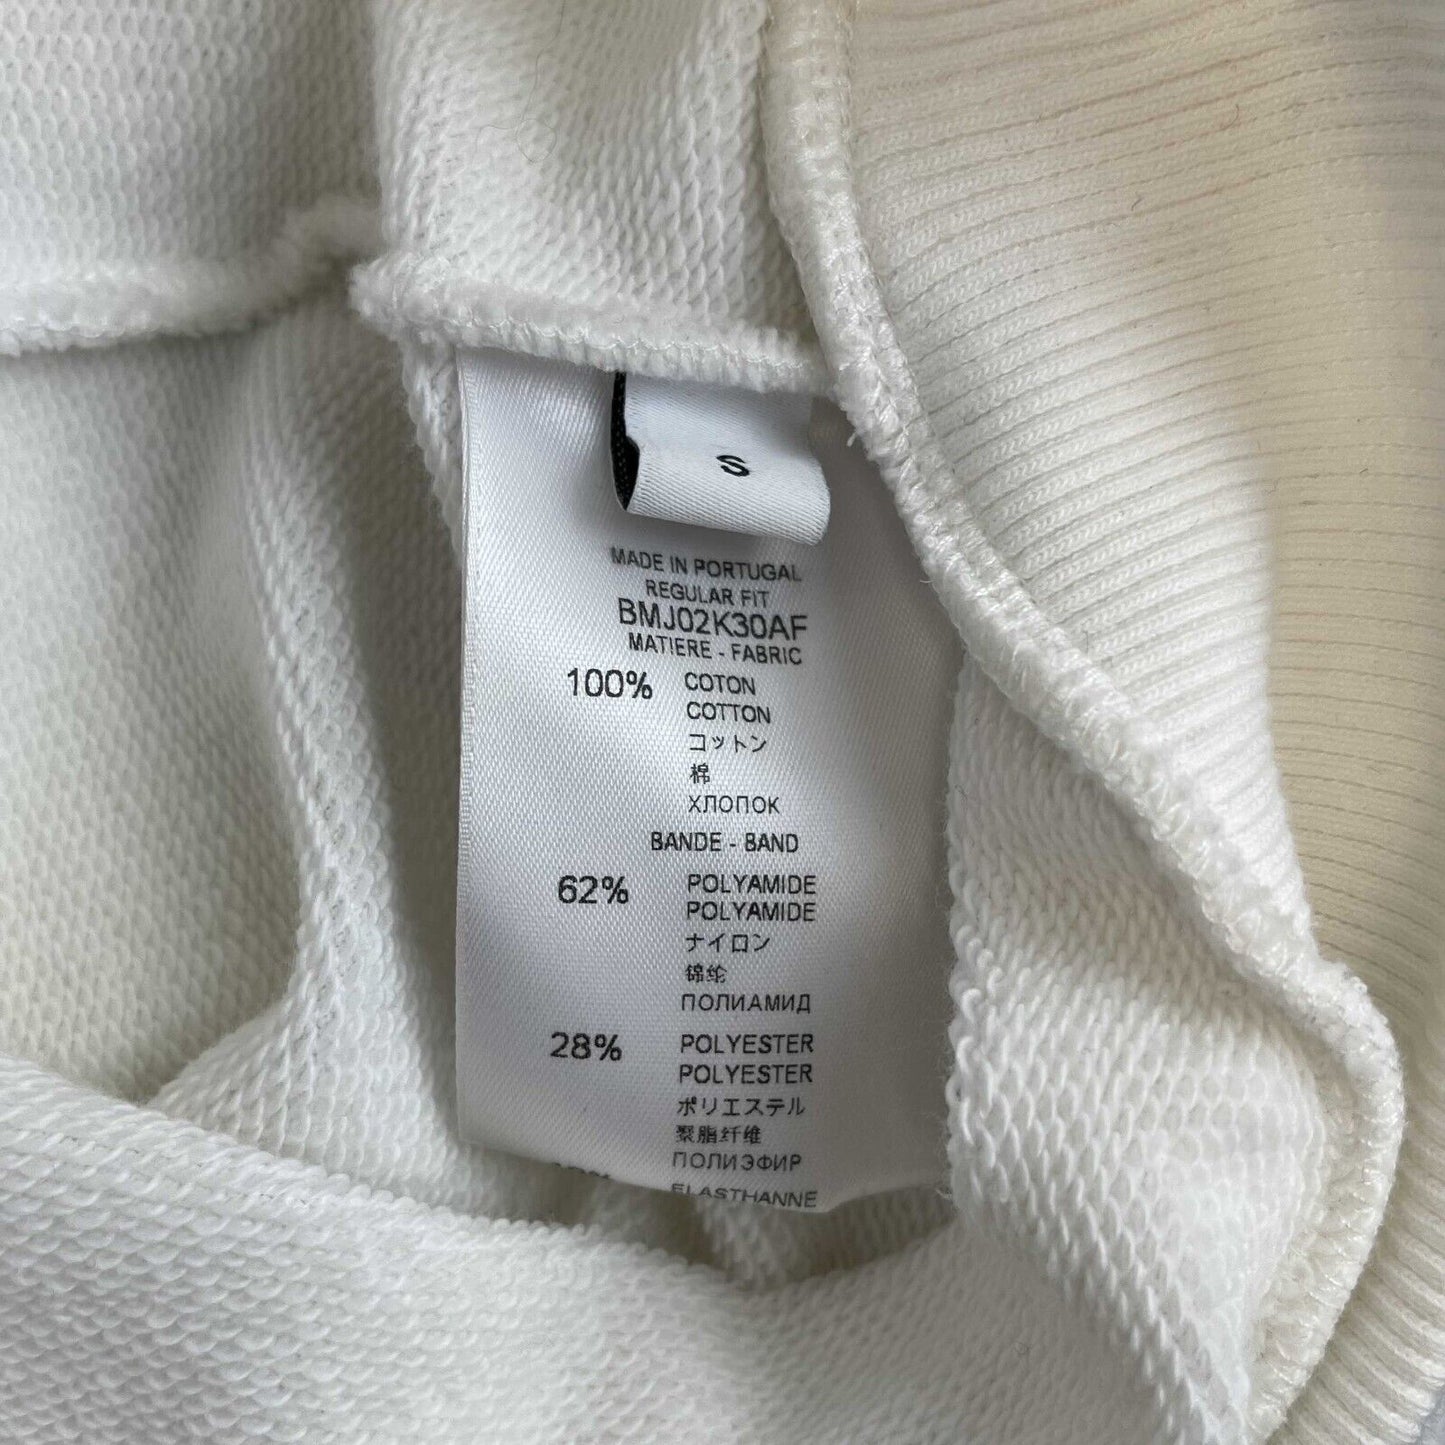 S
MADE IN PORTUGAL
REGULAR FIT
BMJ02K30AF
MATIERE - FABRIC
100% COTON
COTTON
コットン
棉
ХЛОПОК
BANDE - BAND
62% POLYAMIDE
POLYAMIDE
ナイロン
锦纶
ПОЛИАМИД
28% POLYESTER
POLYESTER
ポリエステル
聚脂纤维
ПОЛИЭФИР
ELASTHANNE